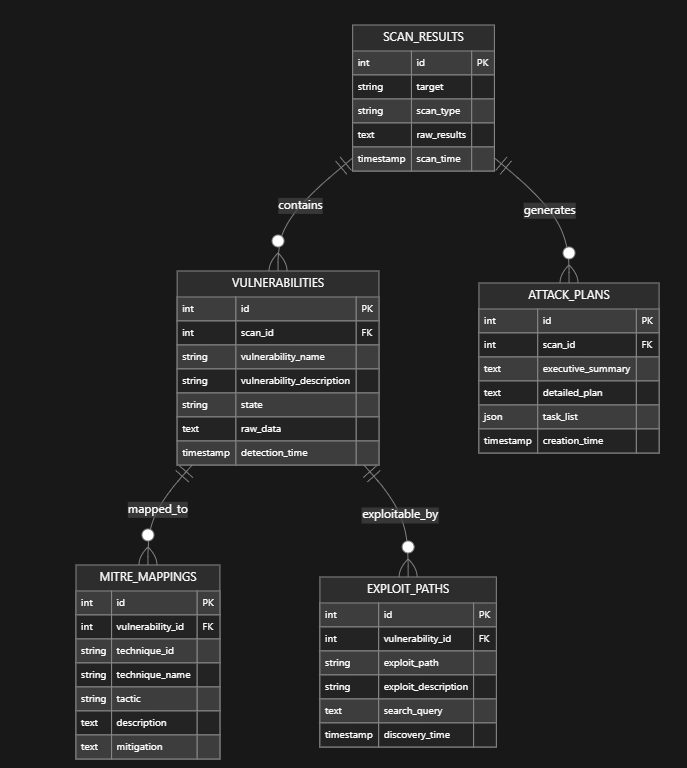 SCAN_RESULTS
int id PK
string target
string scan_type
text raw_results
timestamp scan_time
contains
generates
VULNERABILITIES
int id PK
int scan_id FK
string vulnerability_name
string vulnerability_description
string state
text raw_data
timestamp detection_time
ATTACK_PLANS
int id PK
int scan_id FK
text executive_summary
text detailed_plan
json task_list
timestamp creation_time
mapped_to
exploitable_by
MITRE_MAPPINGS
int id PK
int vulnerability_id FK
string technique_id
string technique_name
string tactic
text description
text mitigation
EXPLOIT_PATHS
int id PK
int vulnerability_id FK
string exploit_path
string exploit_description
text search_query
timestamp discovery_time